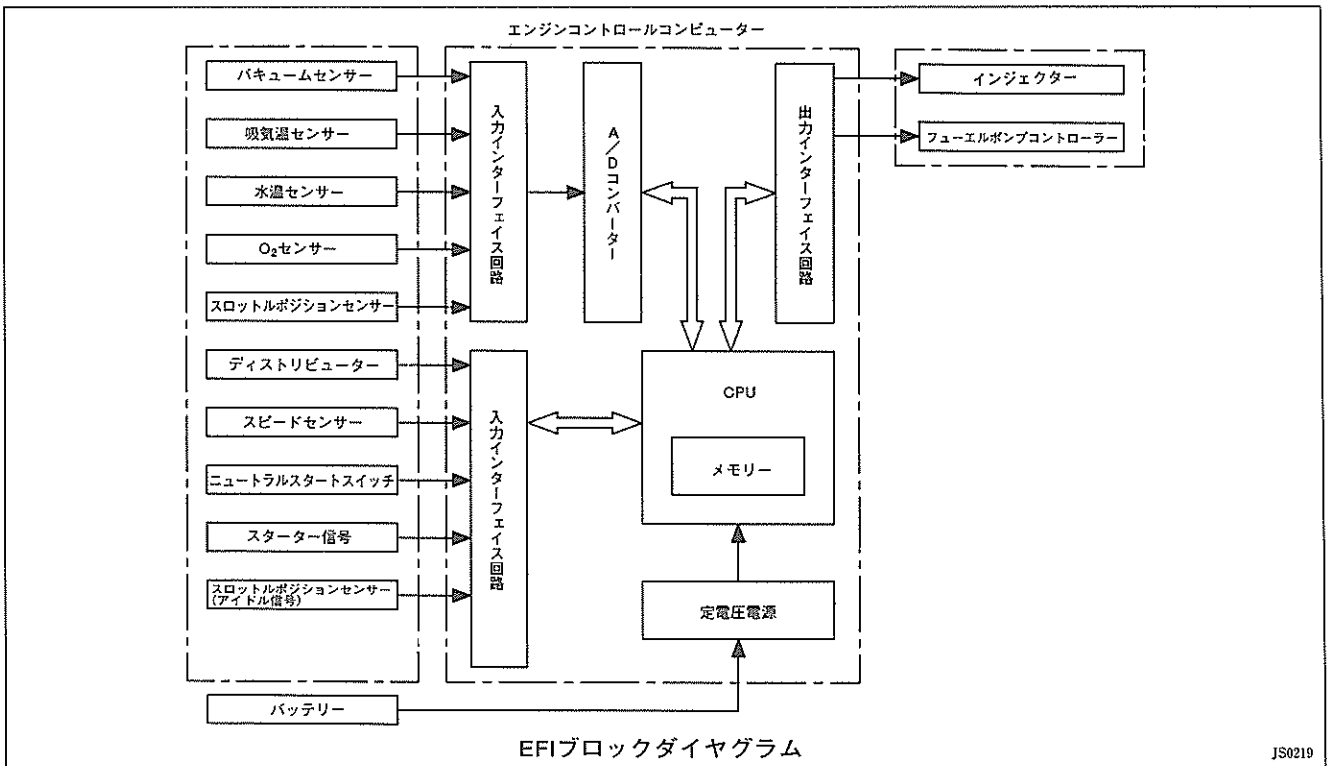 エンジンコントロールコンピューター
バキュームセンサー
吸気温センサー
水温センサー
O₂センサー
スロットルポジションセンサー
ディストリビューター
スピードセンサー
ニュートラルスタートスイッチ
スターター信号
スロットルポジションセンサー
(アイドル信号)
バッテリー
入力インターフェイス回路
A/Dコンバーター
出力インターフェイス回路
インジェクター
フューエルポンプコントローラー
入力インターフェイス回路
CPU
メモリー
定電圧電源
EFIブロックダイヤグラム
JS0219